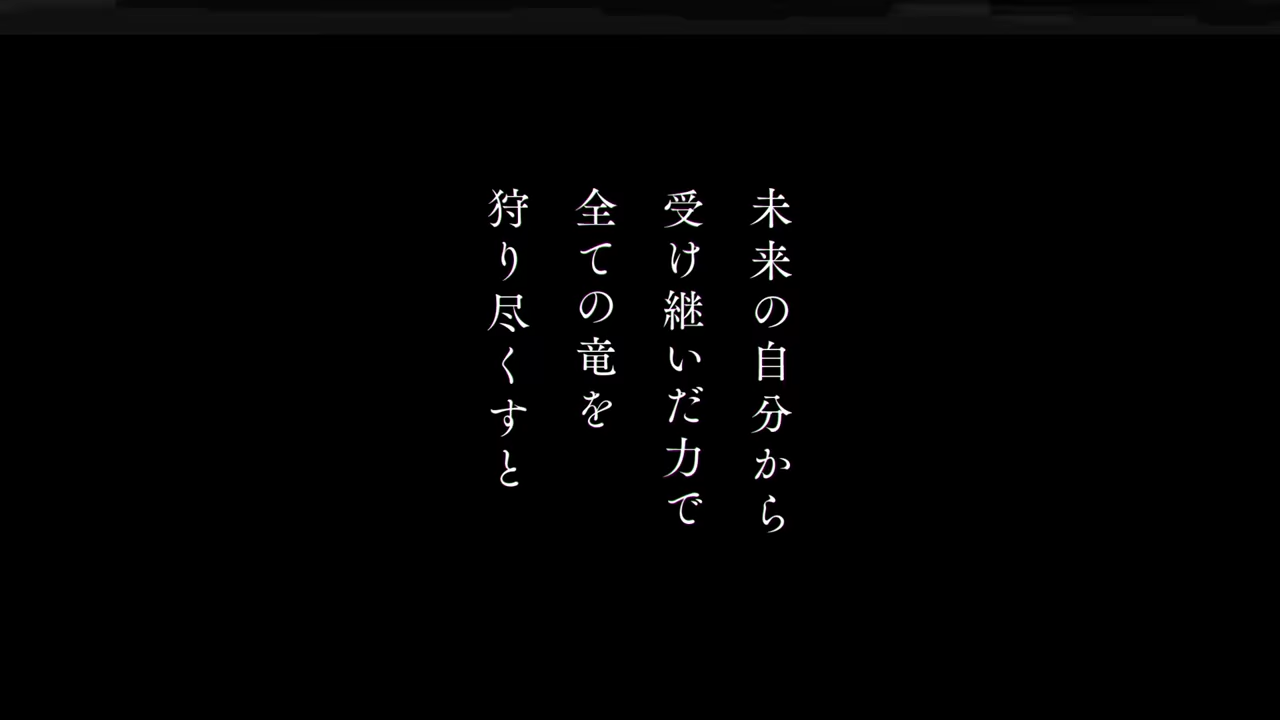 未来の自分から
受け継いだ力で
全ての竜を
狩り尽くすと